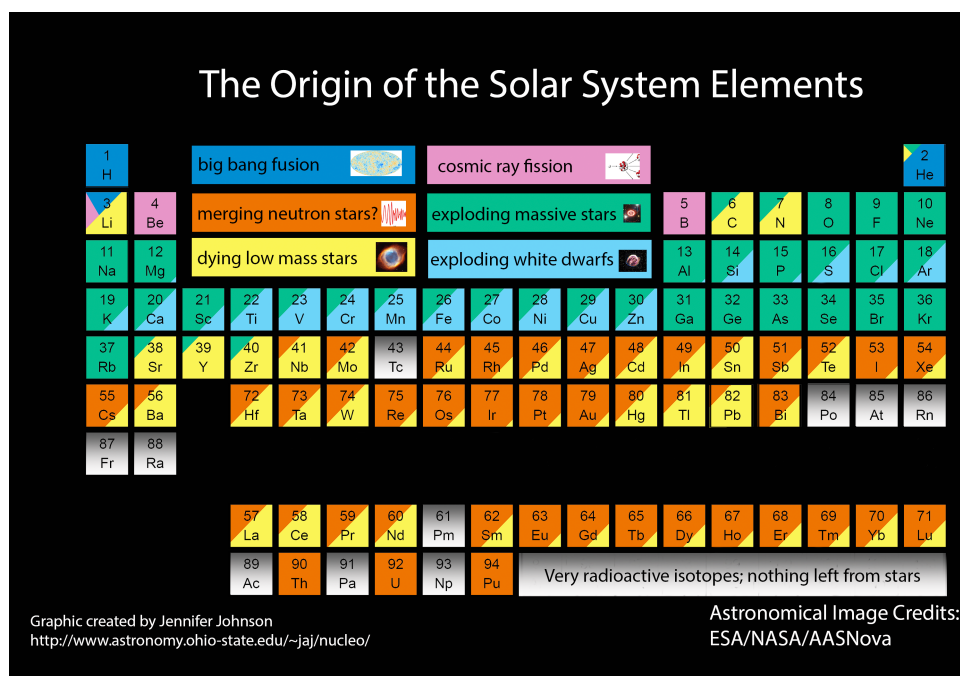 The Origin of the Solar System Elements
1
H
big bang fusion
cosmic ray fission
2
He
3
Li
4
Be
merging neutron stars?
exploding massive stars
5
B
6
C
7
N
8
O
9
F
10
Ne
11
Na
12
Mg
dying low mass stars
exploding white dwarfs
13
Al
14
Si
15
P
16
S
17
Cl
18
Ar
19
K
20
Ca
21
Sc
22
Ti
23
V
24
Cr
25
Mn
26
Fe
27
Co
28
Ni
29
Cu
30
Zn
31
Ga
32
Ge
33
As
34
Se
35
Br
36
Kr
37
Rb
38
Sr
39
Y
40
Zr
41
Nb
42
Mo
43
Tc
44
Ru
45
Rh
46
Pd
47
Ag
48
Cd
49
In
50
Sn
51
Sb
52
Te
53
I
54
Xe
55
Cs
56
Ba
72
Hf
73
Ta
74
W
75
Re
76
Os
77
Ir
78
Pt
79
Au
80
Hg
81
Tl
82
Pb
83
Bi
84
Po
85
At
86
Rn
87
Fr
88
Ra
57
La
58
Ce
59
Pr
60
Nd
61
Pm
62
Sm
63
Eu
64
Gd
65
Tb
66
Dy
67
Ho
68
Er
69
Tm
70
Yb
71
Lu
89
Ac
90
Th
91
Pa
92
U
93
Np
94
Pu
Very radioactive isotopes; nothing left from stars
Graphic created by Jennifer Johnson
http://www.astronomy.ohio-state.edu/~jaj/nucleo/
Astronomical Image Credits:
ESA/NASA/AASNova